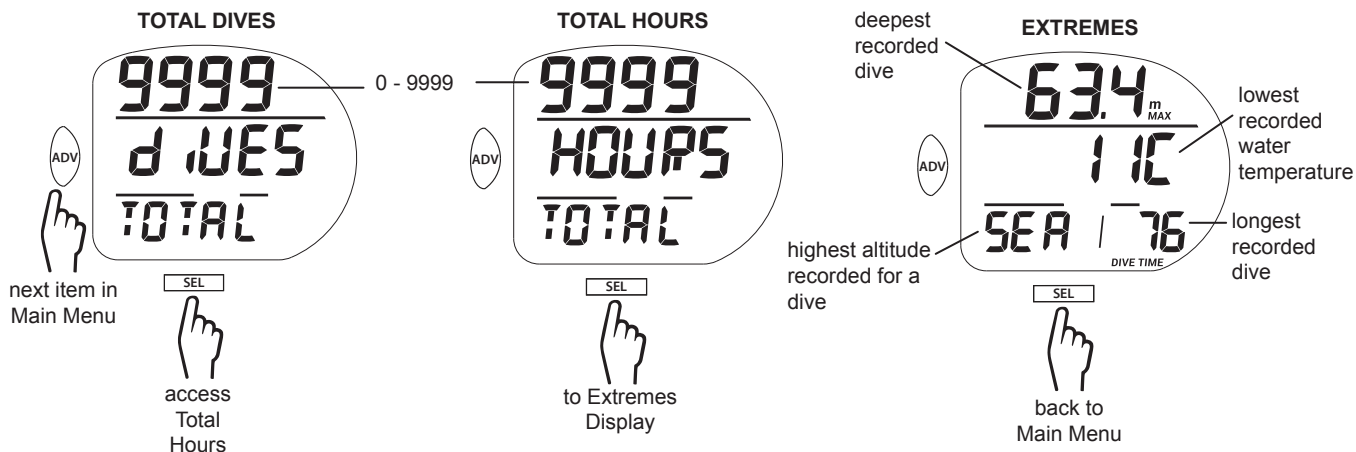 TOTAL DIVES
9999
diVES
TOTAL
ADV
SEL
next item in
Main Menu
access
Total
Hours
0 - 9999
TOTAL HOURS
9999
HOURS
TOTAL
ADV
SEL
to Extremes
Display
EXTREMES
deepest
recorded
dive
63.4 m MAX
11C
SEA 1 76
DIVE TIME
ADV
lowest
recorded
water
temperature
longest
recorded
dive
highest altitude
recorded for a
dive
SEL
back to
Main Menu